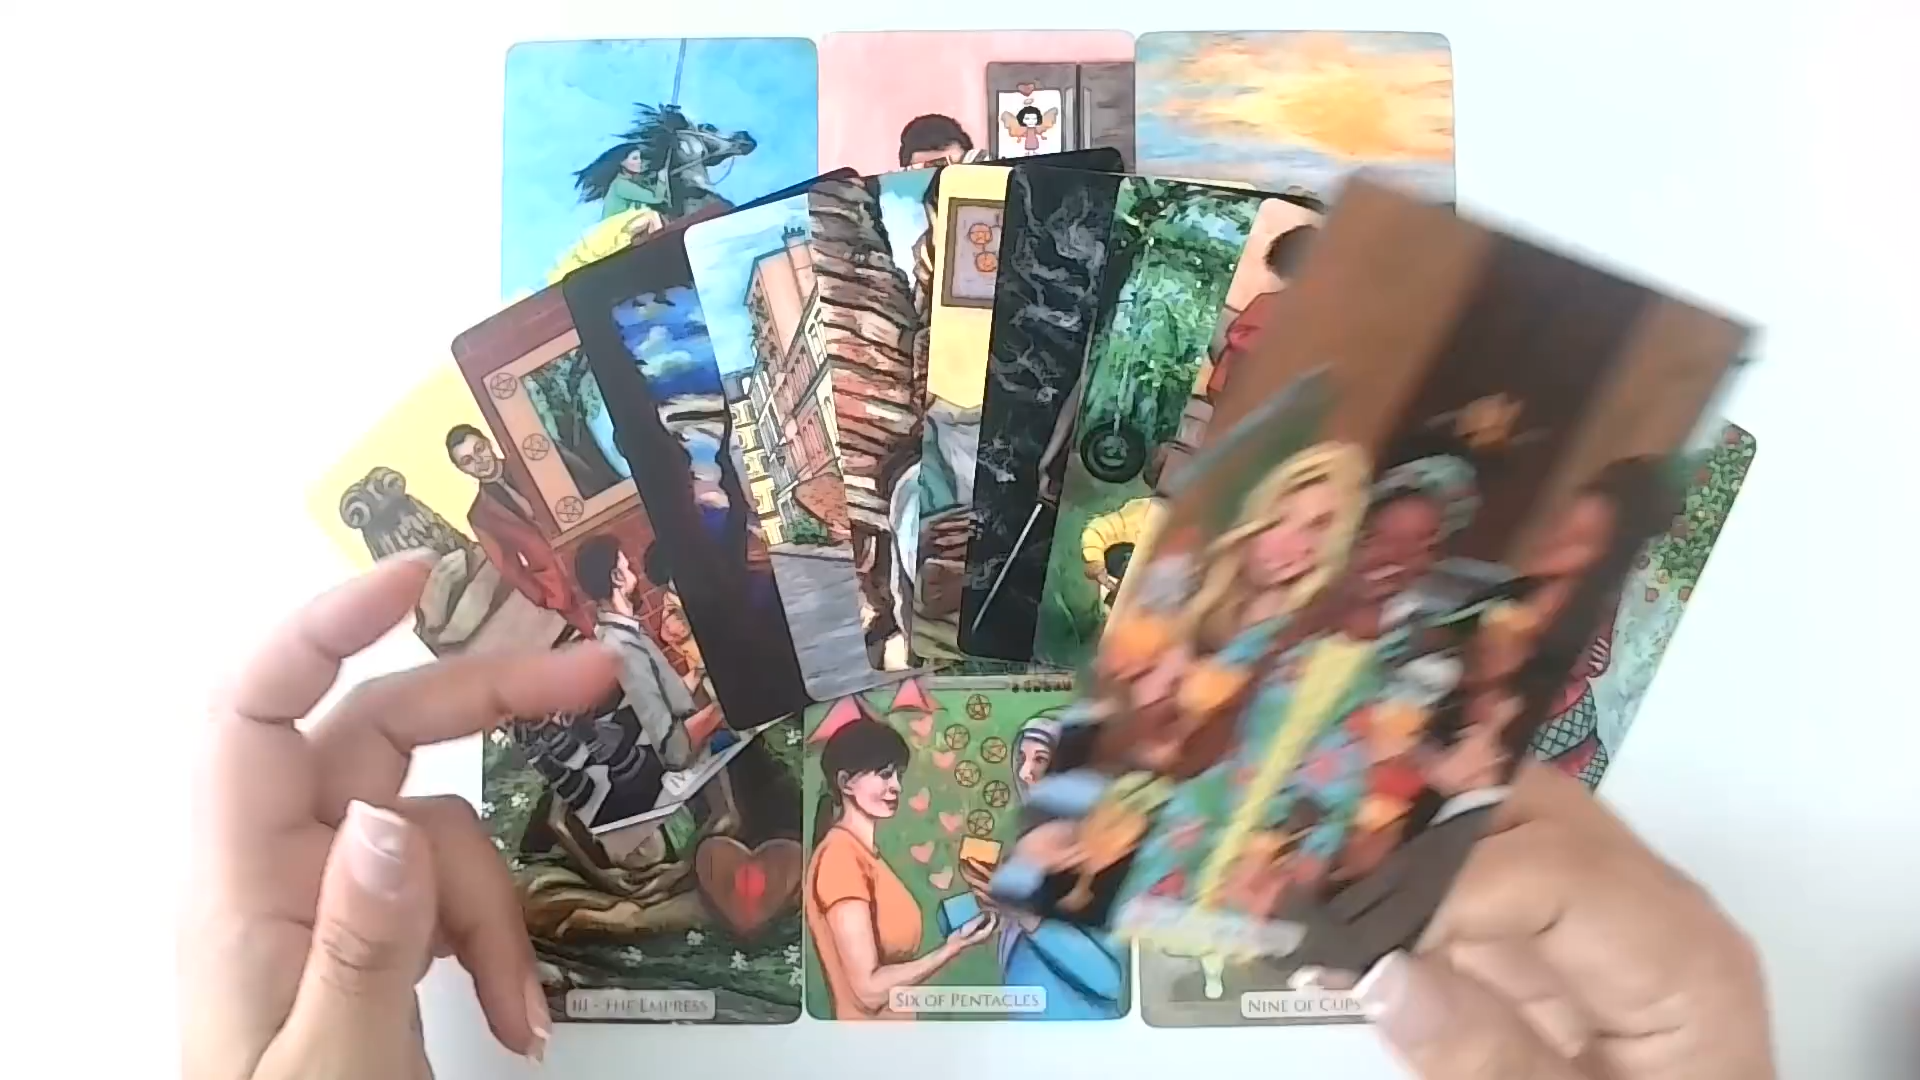 III - THE EMPRESS
SIX OF PENTACLES
NINE OF CUPS